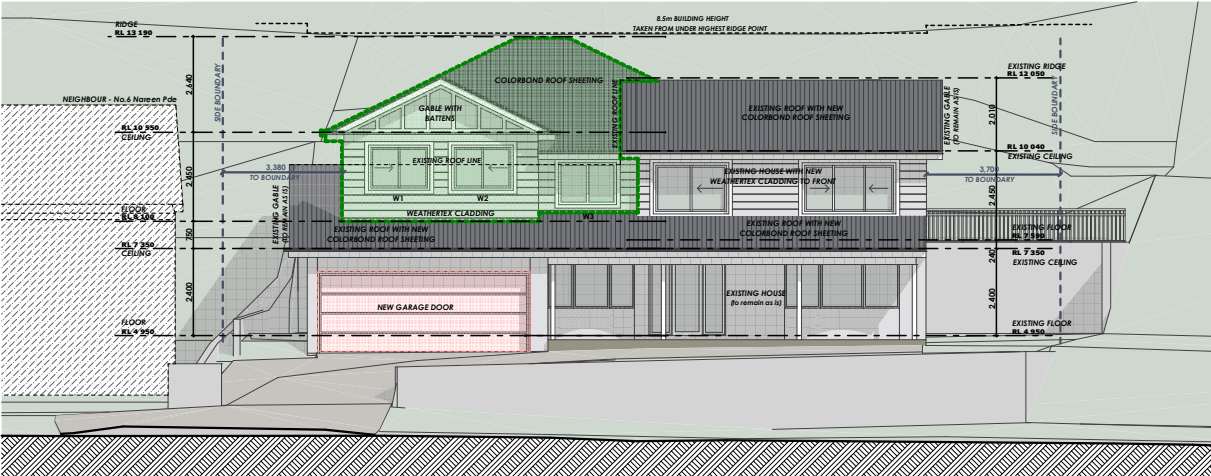 8.5m BUILDING HEIGHT
TAKEN FROM UNDER HIGHEST RIDGE POINT
RIDGE
RL 13 190
2,640
SIDE BOUNDARY
NEIGHBOUR - No.6 Nareen Pde
RL 10 550
CEILING
3,380
TO BOUNDARY
2,450
FLOOR
RL 8 100
750
RL 7 350
CEILING
2,400
FLOOR
RL 4 950
COLORBOND ROOF SHEETING
GABLE WITH
BATTENS
EXISTING ROOF LINE
EXISTING ROOF LINE
W1
W2
W3
WEATHERTEX CLADDING
EXISTING GABLE
(TO REMAIN AS IS)
EXISTING ROOF WITH NEW
COLORBOND ROOF SHEETING
EXISTING ROOF WITH NEW
COLORBOND ROOF SHEETING
EXISTING HOUSE WITH NEW
WEATHERTEX CLADDING TO FRONT
EXISTING ROOF WITH NEW
COLORBOND ROOF SHEETING
NEW GARAGE DOOR
EXISTING HOUSE
(to remain as is)
EXISTING GABLE
(TO REMAIN AS IS)
EXISTING RIDGE
RL 12 050
2,010
SIDE BOUNDARY
RL 10 040
EXISTING CEILING
3,700
TO BOUNDARY
2,450
EXISTING FLOOR
RL 7 590
240
RL 7 350
EXISTING CEILING
2,400
EXISTING FLOOR
RL 4 950